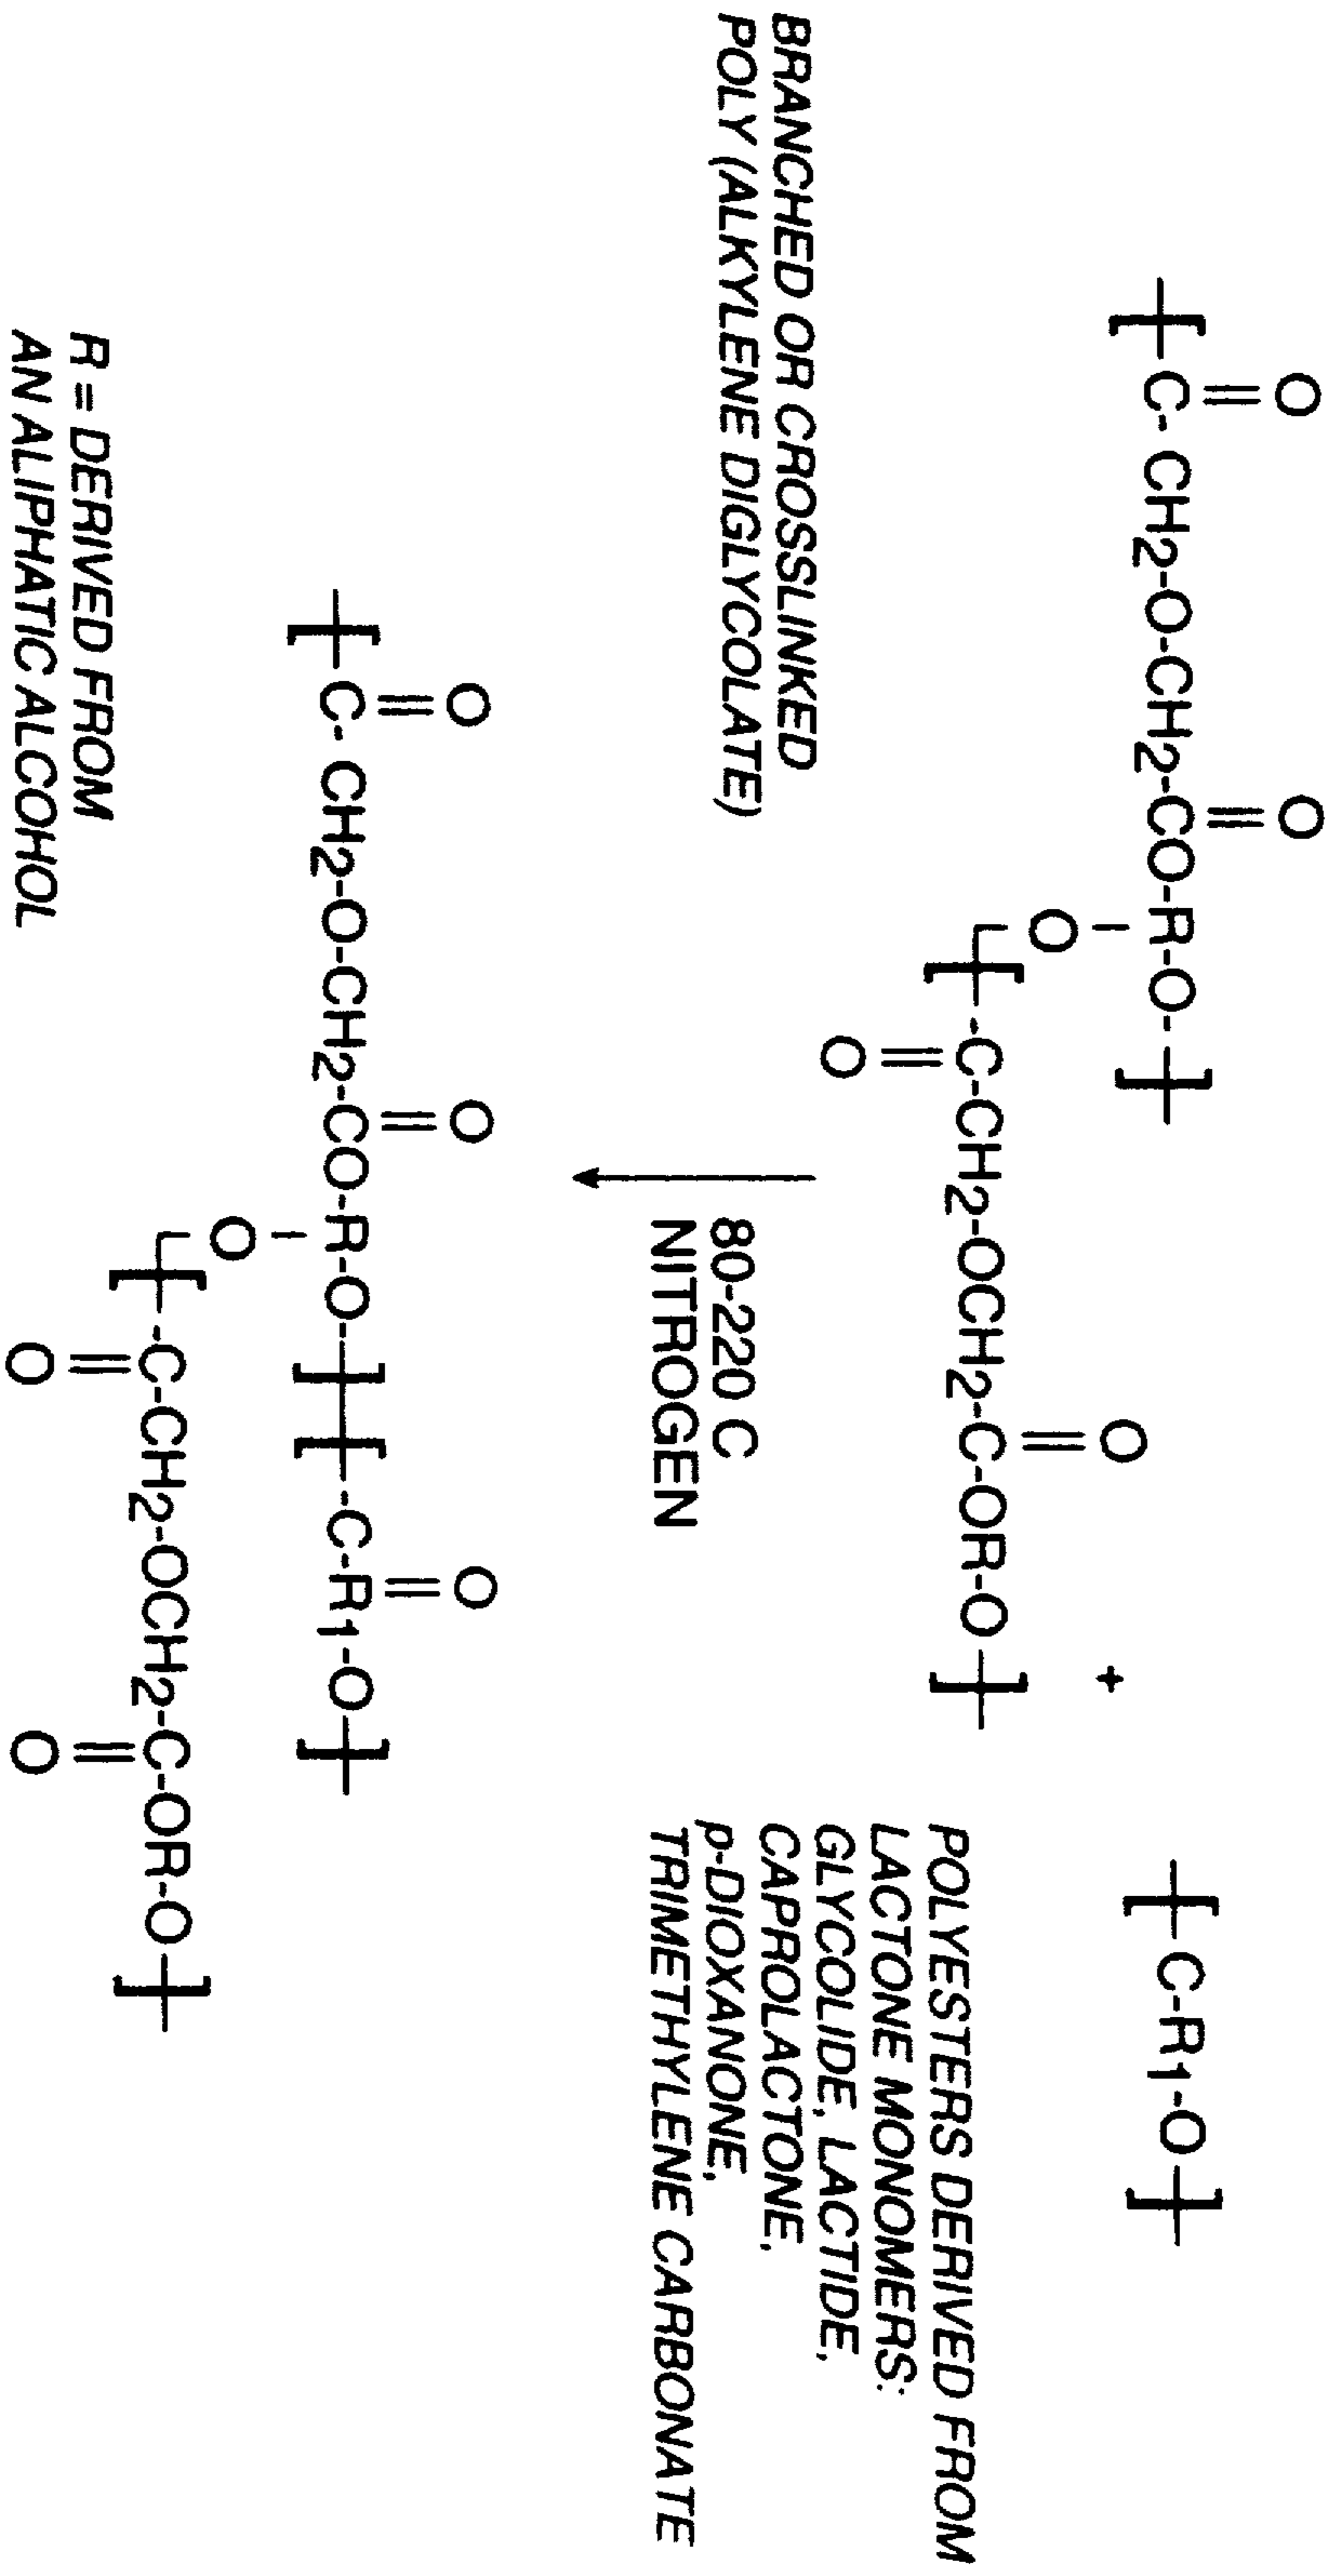 O O
[ C- CH2-O-CH2-CO-R-O- ]
O
[ -C-CH2-OCH2-C-OR-O ]
O O
+
[ C-R1-O ]
BRANCHED OR CROSSLINKED
POLY (ALKYLENE DIGLYCOLATE)
POLYESTERS DERIVED FROM
LACTONE MONOMERS:
GLYCOLIDE, LACTIDE,
CAPROLACTONE,
p-DIOXANONE,
TRIMETHYLENE CARBONATE
80-220 C
NITROGEN
O O O
[ C- CH2-O-CH2-CO-R-O- ] [ -C-R1-O ]
O
[ -C-CH2-OCH2-C-OR-O ]
O O
R = DERIVED FROM
AN ALIPHATIC ALCOHOL